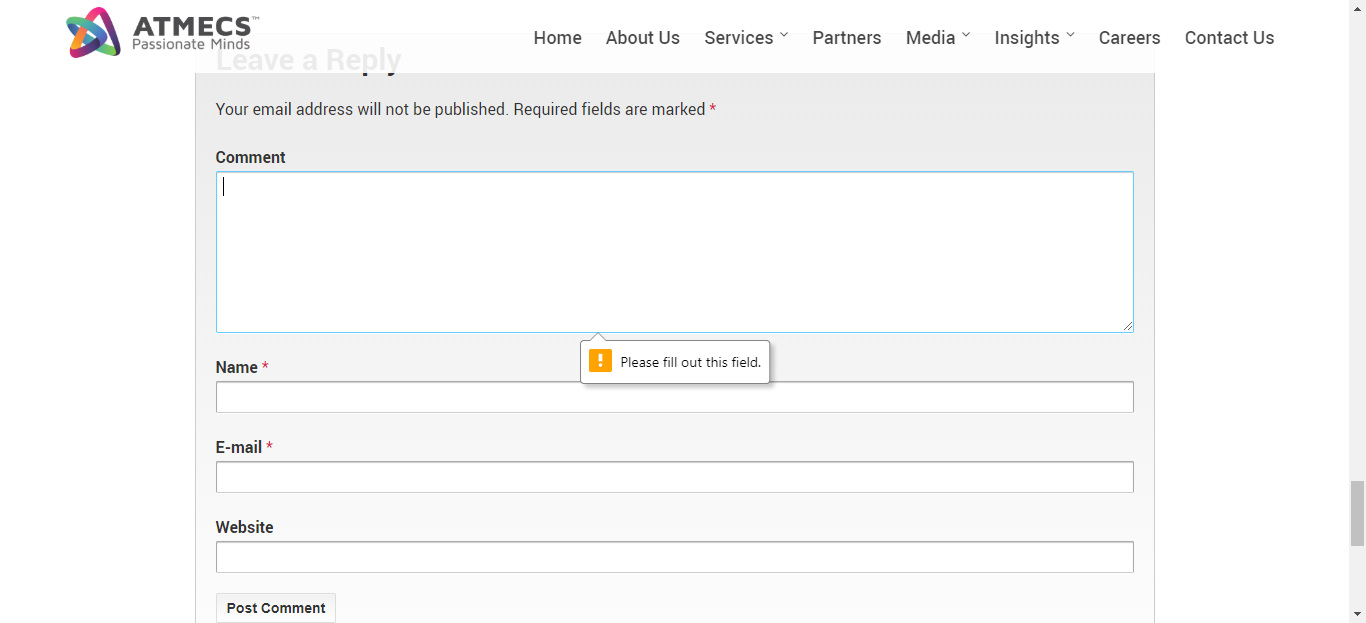 ATMECS™
Passionate Minds
Home About Us Services Partners Media Insights Careers Contact Us
Leave a Reply
Your email address will not be published. Required fields are marked *
Comment
Please fill out this field.
Name *
E-mail *
Website
Post Comment